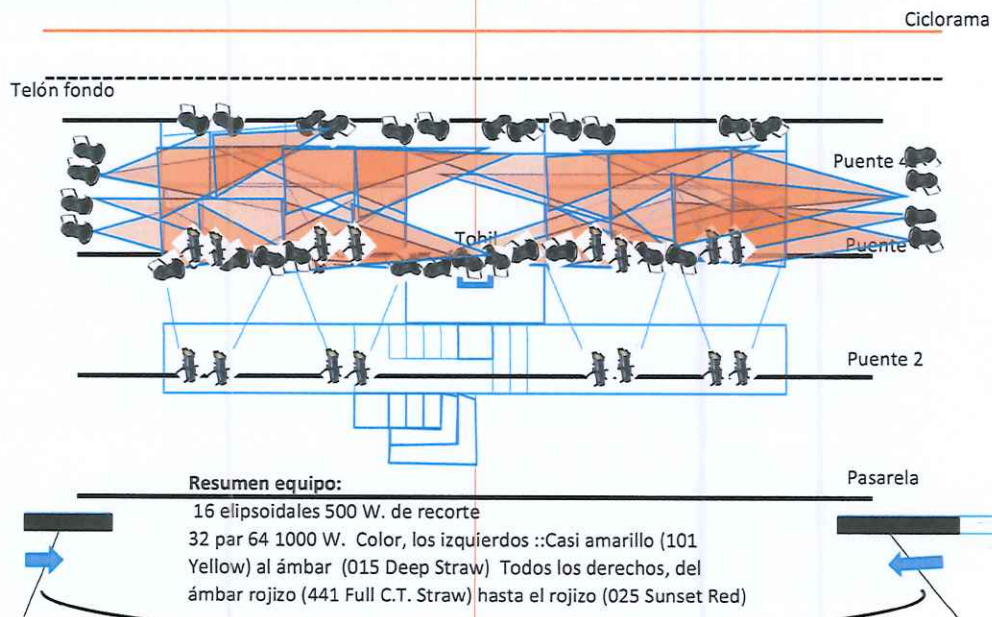 Ciclorama
Telón fondo
Puente 4
Tohil
Puente
Puente 2
Pasarela
Resumen equipo:
16 elipsoidales 500 W. de recorte
32 par 64 1000 W. Color, los izquierdos ::Casi amarillo (101
Yellow) al ámbar (015 Deep Straw) Todos los derechos, del
ámbar rojizo (441 Full C.T. Straw) hasta el rojizo (025 Sunset Red)